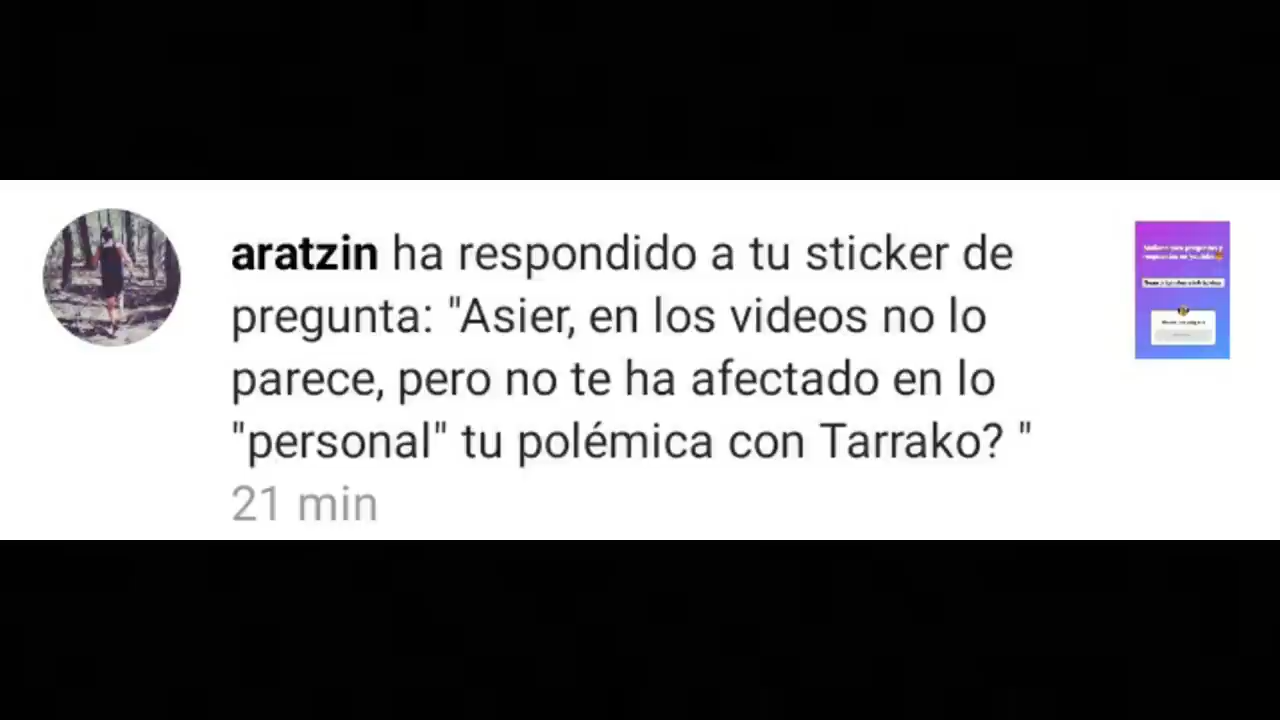 aratzin ha respondido a tu sticker de
pregunta: "Asier, en los videos no lo
parece, pero no te ha afectado en lo
"personal" tu polémica con Tarrako? "
21 min